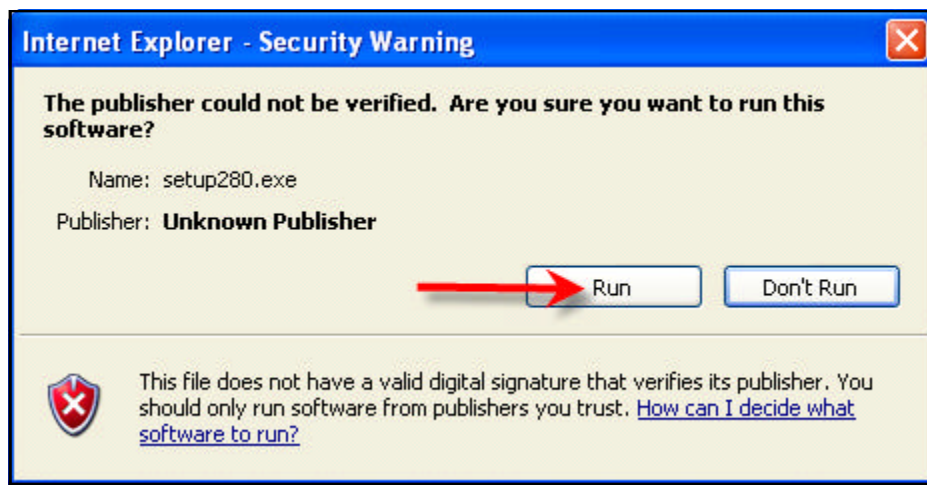 Internet Explorer - Security Warning
The publisher could not be verified.  Are you sure you want to run this
software?
Name: setup280.exe
Publisher: Unknown Publisher
Run Don't Run
This file does not have a valid digital signature that verifies its publisher. You
should only run software from publishers you trust. How can I decide what
software to run?